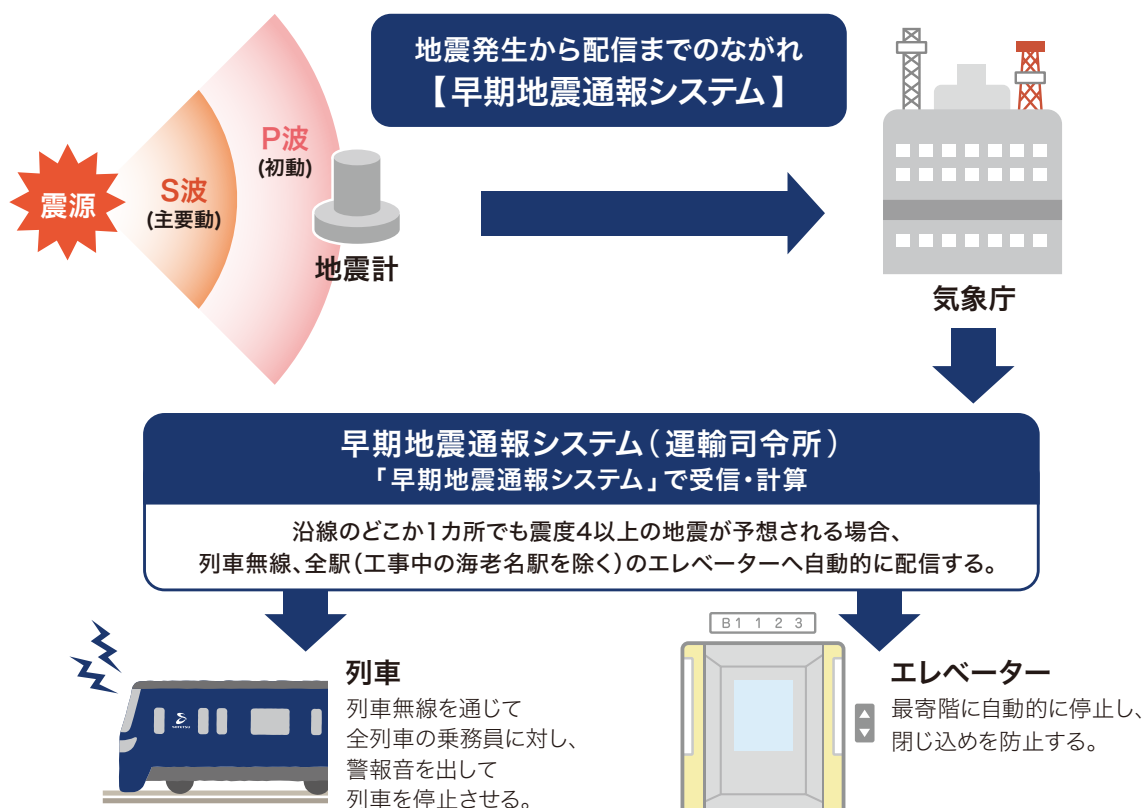 地震発生から配信までのながれ
【早期地震通報システム】
震源
S波
(主要動)
P波
(初動)
地震計
気象庁
早期地震通報システム(運輸司令所)
「早期地震通報システム」で受信・計算
沿線のどこか1カ所でも震度4以上の地震が予想される場合、
列車無線、全駅(工事中の海老名駅を除く)のエレベーターへ自動的に配信する。
列車
列車無線を通じて
全列車の乗務員に対し、
警報音を出して
列車を停止させる。
B1 1 2 3
エレベーター
最寄階に自動的に停止し、
閉じ込めを防止する。